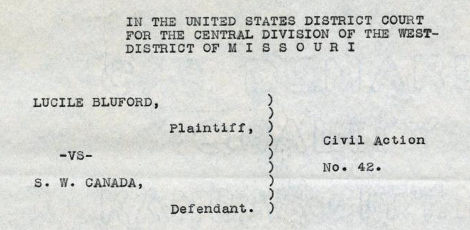 IN THE UNITED STATES DISTRICT COURT
FOR THE CENTRAL DIVISION OF THE WEST-
DISTRICT OF M I S S O U R I
LUCILE BLUFORD, )
Plaintiff, )
Civil Action
-VS-
No. 42.
S. W. CANADA,
Defendant. )